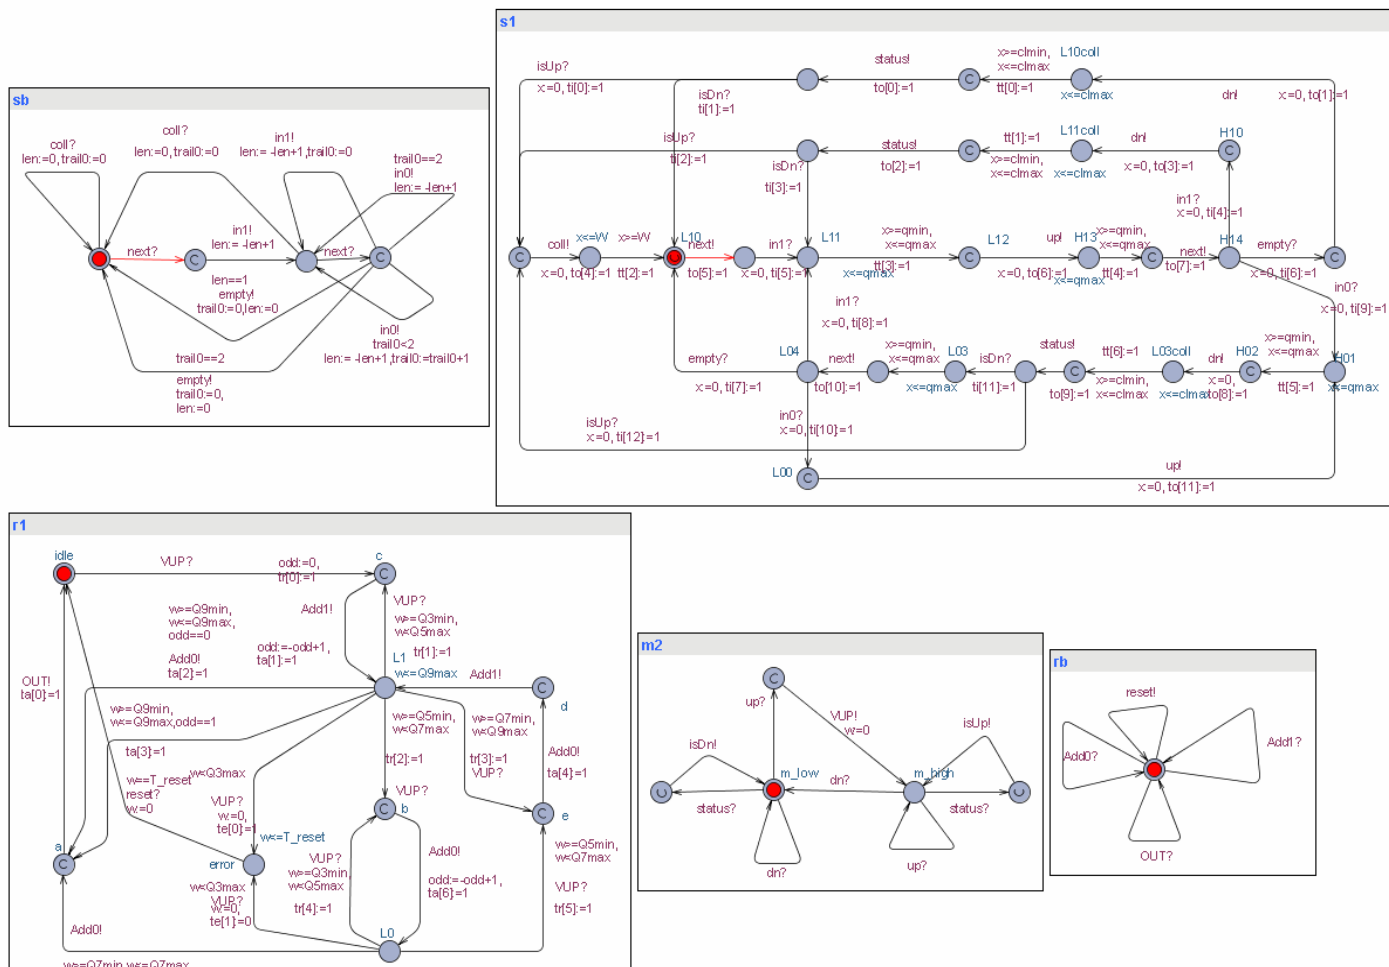 s1
isUp?
x:=0, ti[0]:=1
status!
to[0]:=1
x>=clmin,
x<=clmax
tt[0]:=1
L10coll
x<=clmax
dn!
x:=0, to[1]:=1
isDn?
ti[1]:=1
isUp?
ti[2]:=1
isDn?
ti[3]:=1
status!
to[2]:=1
tt[1]:=1
x>=clmin,
x<=clmax
L11coll
x<=clmax
dn!
x:=0, to[3]:=1
H10
in1?
x:=0, ti[4]:=1
coll!
x:=0, to[4]:=1
x<=W
x>=W
tt[2]:=1
L10
next!
to[5]:=1
in1?
x:=0, ti[5]:=1
L11
x<=qmax
x>=qmin,
x<=qmax
tt[3]:=1
L12
up!
x:=0, to[6]:=1
H13
x<=qmax
x>=qmin,
x<=qmax
tt[4]:=1
next!
to[7]:=1
H14
empty?
x:=0, ti[6]:=1
in0?
x:=0, ti[9]:=1
in1?
x:=0, ti[8]:=1
empty?
x:=0, ti[7]:=1
L04
next!
to[10]:=1
x>=qmin,
x<=qmax
L03
x<=qmax
isDn?
ti[11]:=1
status!
to[9]:=1
tt[6]:=1
x>=clmin,
x<=clmax
L03coll
x<=clmax
dn!
x:=0,
to[8]:=1
H02
x>=qmin,
x<=qmax
tt[5]:=1
H01
x<=qmax
isUp?
x:=0, ti[12]:=1
in0?
x:=0, ti[10]:=1
L00
up!
x:=0, to[11]:=1
sb
coll?
len:=0,trail0:=0
coll?
len:=0,trail0:=0
in1!
len:= -len+1,trail0:=0
trail0==2
in0!
len:= -len+1
next?
in1!
len:= -len+1
next?
len==1
empty!
trail0:=0,len:=0
in0!
trail0<2
len:= -len+1,trail0:=trail0+1
trail0==2
empty!
trail0:=0,
len:=0
r1
idle
VUP?
odd:=0,
tr[0]:=1
c
Add1!
odd:=-odd+1,
ta[1]:=1
VUP?
w>=Q3min,
w<Q5max
tr[1]:=1
w>=Q9min,
w<=Q9max,
odd==0
Add0!
ta[2]:=1
L1
w<=Q9max
Add1!
d
OUT!
ta[0]:=1
w>=Q9min,
w<=Q9max,odd==1
ta[3]:=1
w>=Q5min,
w<Q7max
tr[2]:=1
VUP?
w>=Q7min,
w<Q9max
tr[3]:=1
VUP?
Add0!
ta[4]:=1
w==T_reset
reset?
w:=0
w<Q3max
VUP?
w:=0,
te[0]:=1
b
e
a
error
w<=T_reset
w<Q3max
VUP?
w:=0,
te[1]:=0
VUP?
w>=Q3min,
w<Q5max
tr[4]:=1
Add0!
odd:=-odd+1,
ta[6]:=1
w>=Q5min,
w<Q7max
VUP?
tr[5]:=1
Add0!
L0
w>=Q7min,w<=Q7max
m2
up?
VUP!
w:=0
isDn!
isUp!
m_low
dn?
m_high
status?
status?
dn?
up?
rb
reset!
Add0?
Add1?
OUT?